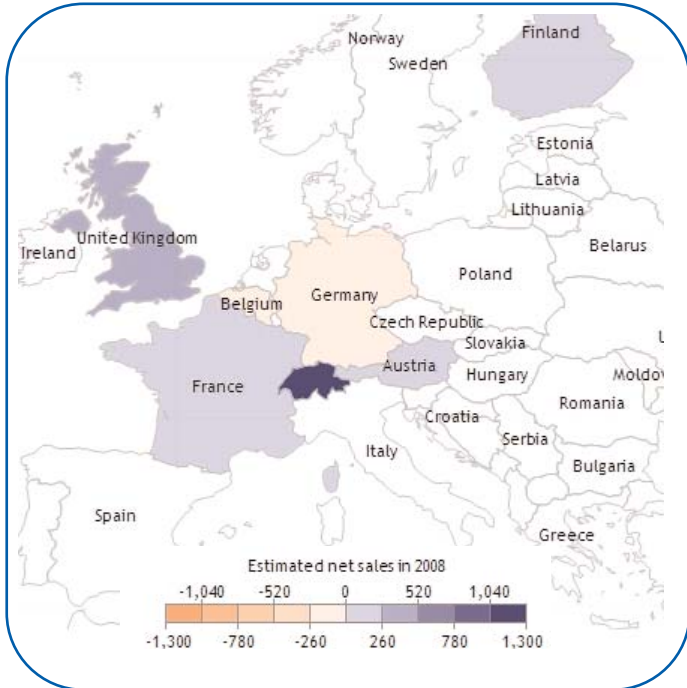 Norway
Finland
Sweden
Estonia
Latvia
Lithuania
United Kingdom
Ireland
Belarus
Poland
Germany
Belgium
Czech Republic
Slovakia
U
Austria
Hungary
Moldov
France
Romania
Croatia
Serbia
Italy
Bulgaria
Spain
Greece
Estimated net sales in 2008
-1,040 -520 0 520 1,040
-1,300 -780 -260 260 780 1,300